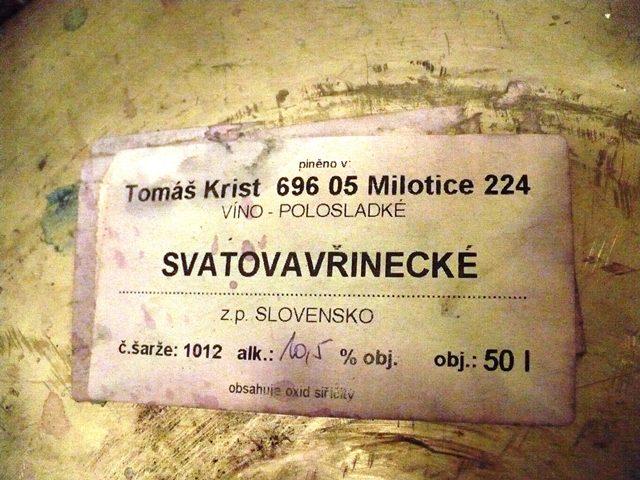 plněno v:
Tomáš Krist 696 05 Milotice 224
VÍNO - POLOSLADKÉ
SVATOVAVŘINECKÉ
z.p. SLOVENSKO
č.šarže: 1012 alk.: 10,5 % obj. obj.: 50 l
obsahuje oxid siřičitý